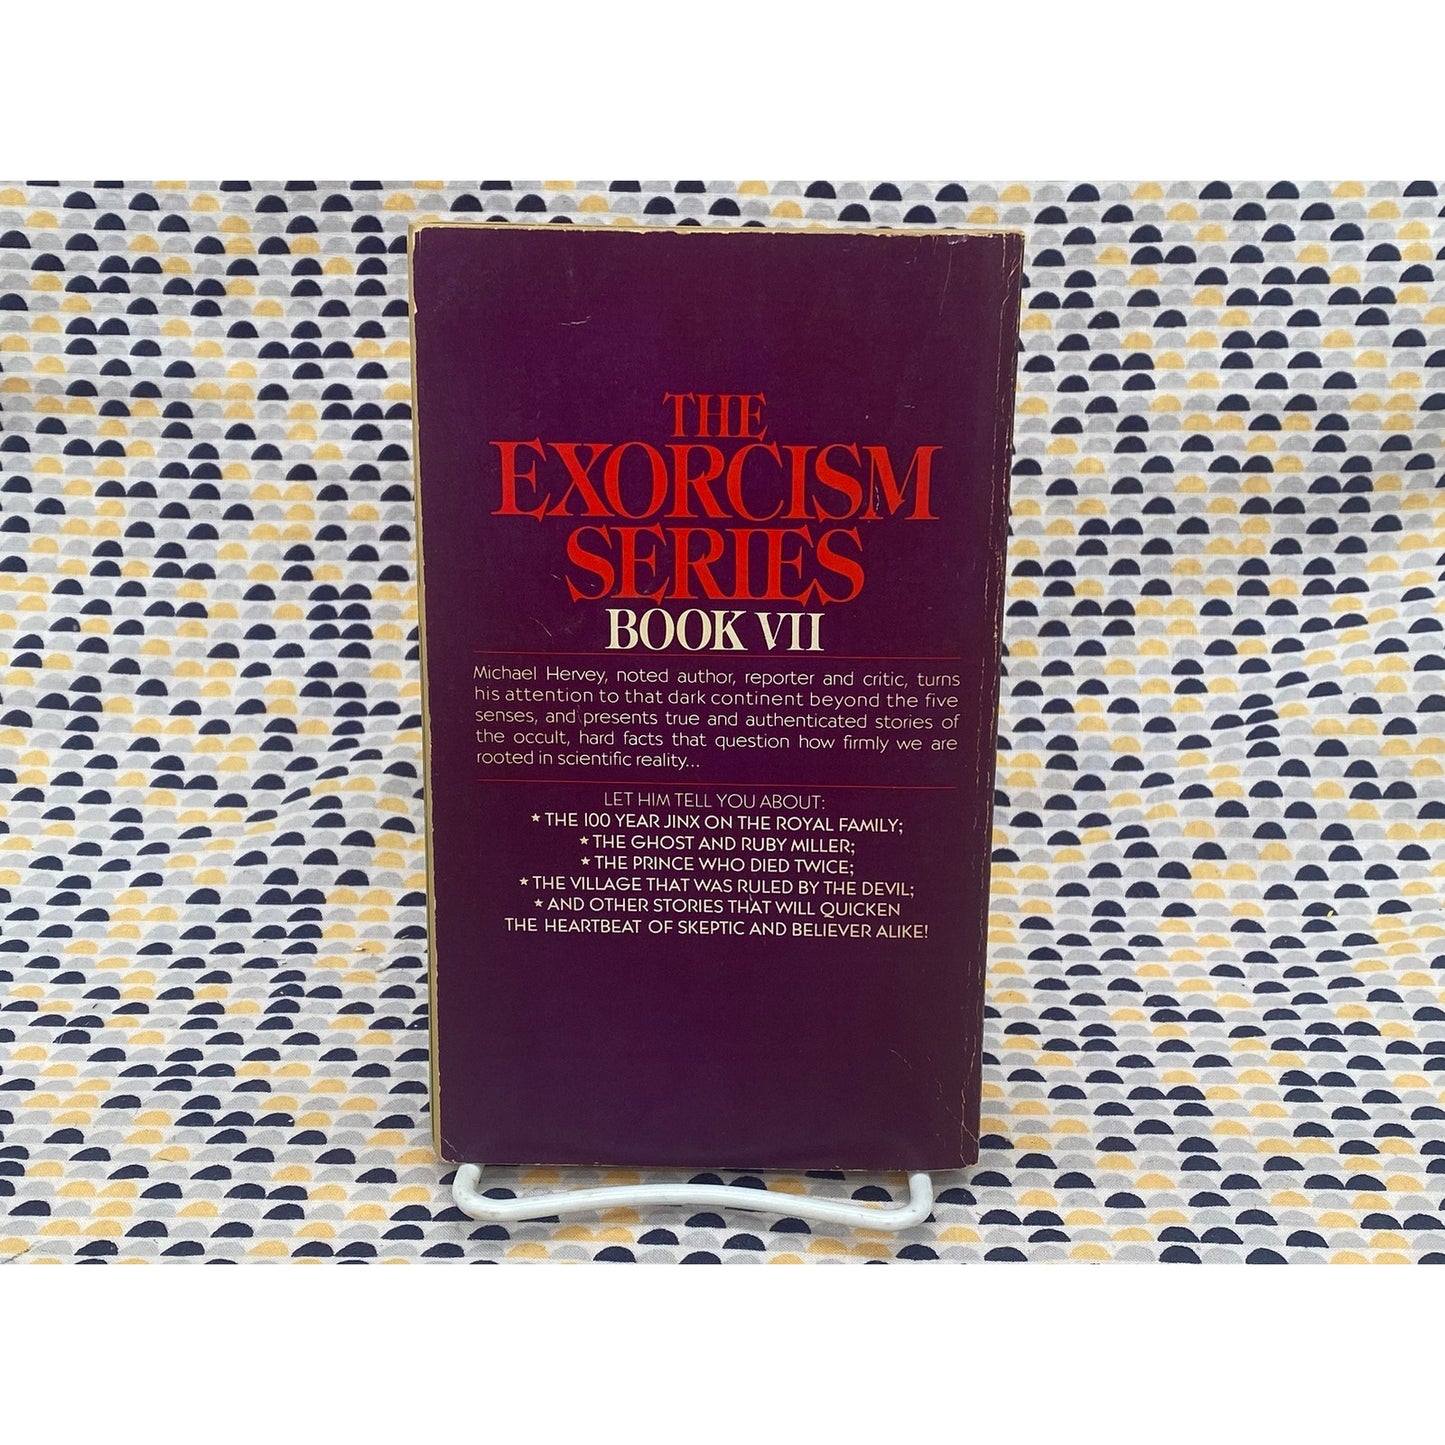 THE
EXORCISM
SERIES
BOOK VII
Michael Hervey, noted author, reporter and critic, turns
his attention to that dark continent beyond the five
senses, and presents true and authenticated stories of
the occult, hard facts that question how firmly we are
rooted in scientific reality...
LET HIM TELL YOU ABOUT:
★ THE 100 YEAR JINX ON THE ROYAL FAMILY;
★ THE GHOST AND RUBY MILLER;
★ THE PRINCE WHO DIED TWICE;
★ THE VILLAGE THAT WAS RULED BY THE DEVIL;
★ AND OTHER STORIES THAT WILL QUICKEN
THE HEARTBEAT OF SKEPTIC AND BELIEVER ALIKE!